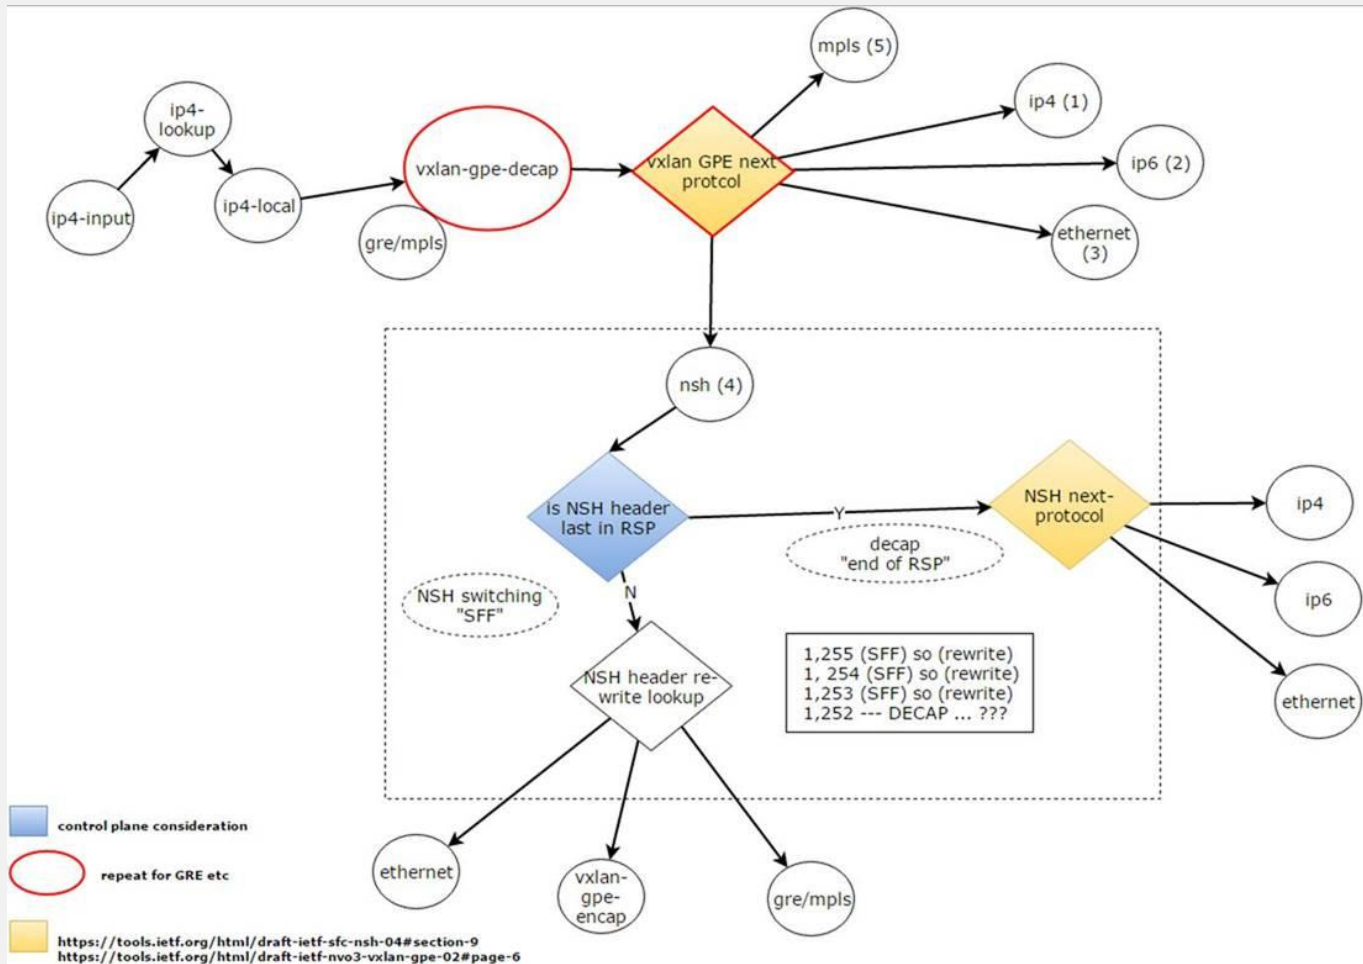 mpls (5)
ip4 (1)
ip4-
lookup
vxlan-gpe-decap
vxlan GPE next
protcol
ip6 (2)
ip4-input
ip4-local
gre/mpls
ethernet
(3)
nsh (4)
is NSH header
last in RSP
Y
NSH next-
protocol
ip4
decap
"end of RSP"
NSH switching
"SFF"
N
ip6
1,255 (SFF) so (rewrite)
1, 254 (SFF) so (rewrite)
1,253 (SFF) so (rewrite)
1,252 --- DECAP ... ???
NSH header re-
write lookup
ethernet
control plane consideration
repeat for GRE etc
ethernet
vxlan-
gpe-
encap
gre/mpls
https://tools.ietf.org/html/draft-ietf-sfc-nsh-04#section-9
https://tools.ietf.org/html/draft-ietf-nvo3-vxlan-gpe-02#page-6